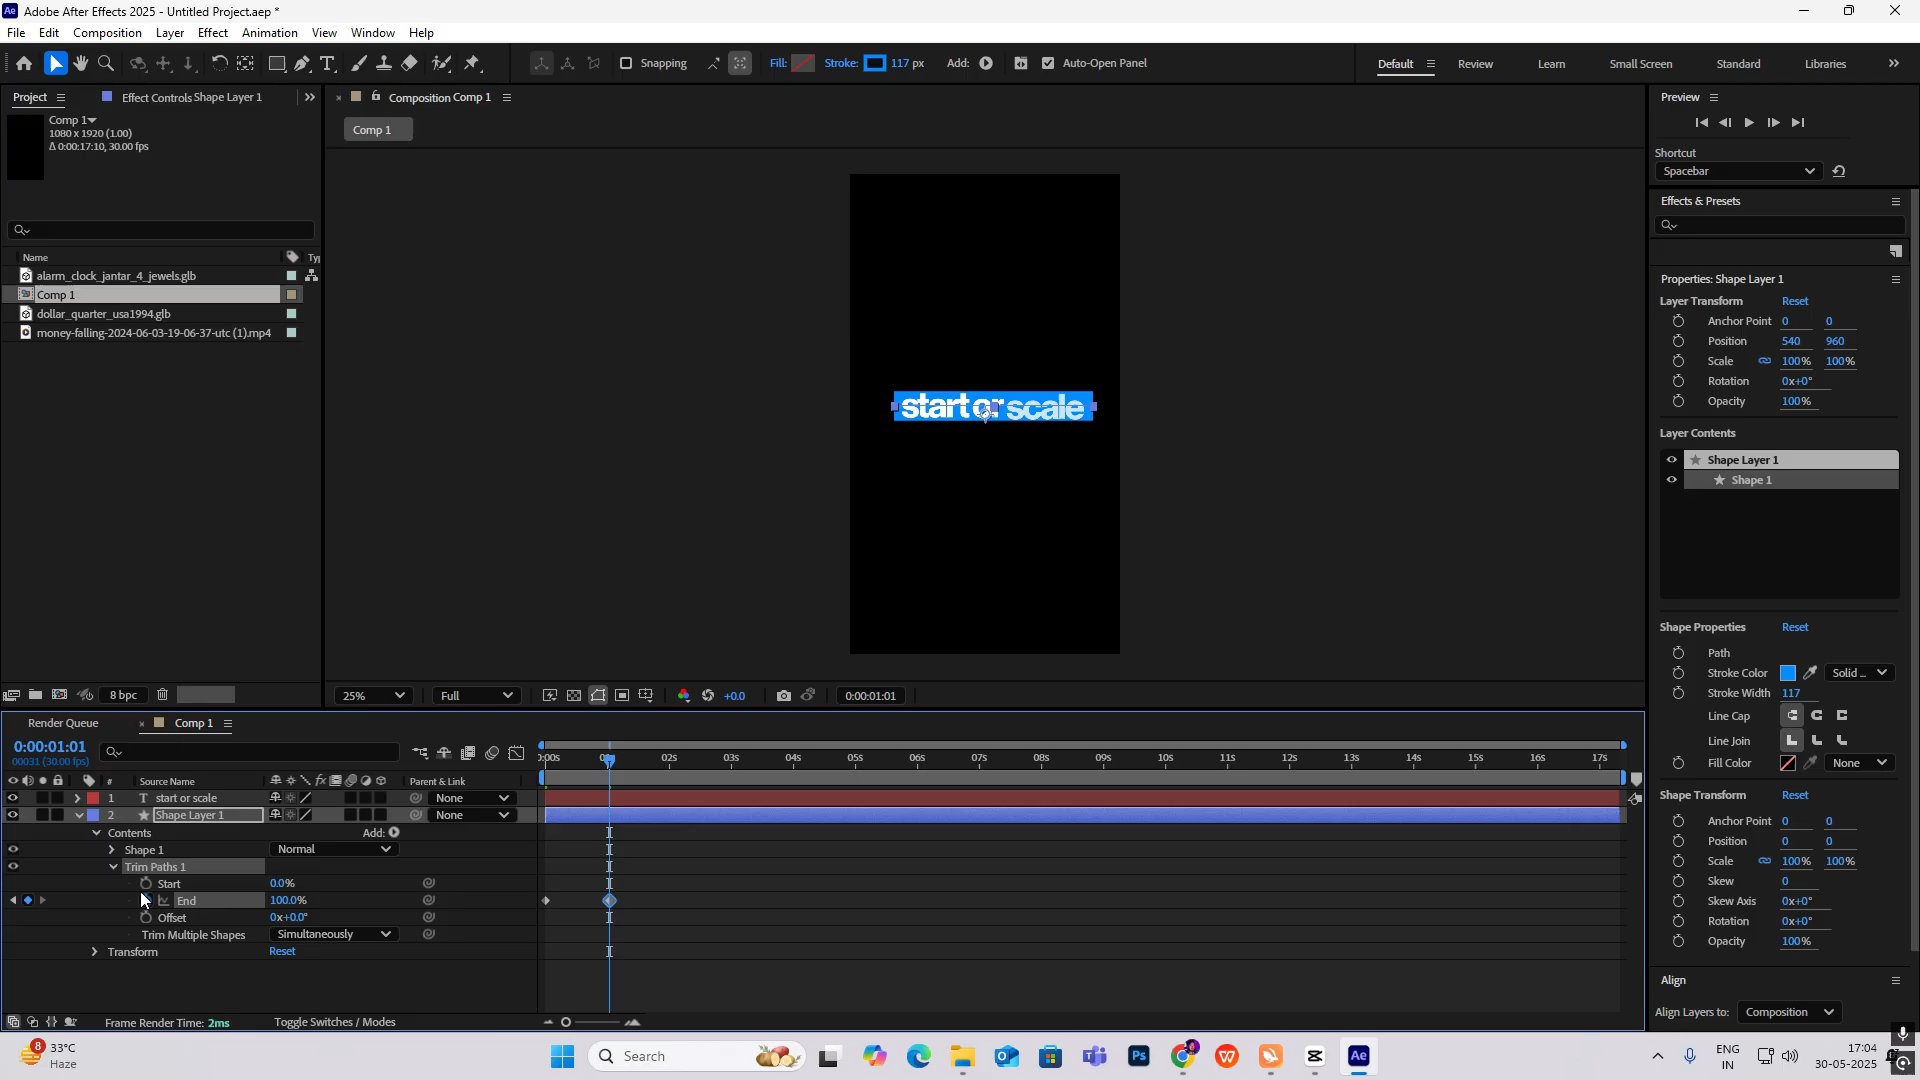 Adobe After Effects 2025 - Untitled Project.aep *
File Edit Composition Layer Effect Animation View Window Help
Snapping Fill: Stroke: 117 px Add: Auto-Open Panel Default Review Learn Small Screen Standard Libraries
Project Effect Controls Shape Layer 1
Composition Comp 1
Comp 1
Comp 1
1080 x 1920 (1.00)
Δ 0:00:17:10, 30.00 fps
Name Typ
alarm_clock_jantar_4_jewels.glb
Comp 1
dollar_quarter_usa1994.glb
money-falling-2024-06-03-19-06-37-utc (1).mp4
8 bpc
start or scale
25% Full +0.0 0:00:01:01
Preview
Shortcut
Spacebar
Effects & Presets
Properties: Shape Layer 1
Layer Transform Reset
Anchor Point 0 0
Position 540 960
Scale 100% 100%
Rotation 0x+0°
Opacity 100%
Layer Contents
Shape Layer 1
Shape 1
Shape Properties Reset
Path
Stroke Color Solid ...
Stroke Width 117
Line Cap
Line Join
Fill Color None
Shape Transform Reset
Anchor Point 0 0
Position 0 0
Scale 100% 100%
Skew 0
Skew Axis 0x+0°
Rotation 0x+0°
Opacity 100%
Align
Align Layers to: Composition
Render Queue Comp 1
0:00:01:01
00031 (30.00 fps)
):00s 02s 03s 04s 05s 06s 07s 08s 09s 10s 11s 12s 13s 14s 15s 16s 17s
# Source Name Parent & Link
1 T start or scale None
2 Shape Layer 1 None
Contents Add:
Shape 1 Normal
Trim Paths 1
Start 0.0%
End 100.0%
Offset 0x+0.0°
Trim Multiple Shapes Simultaneously
Transform Reset
Frame Render Time: 2ms Toggle Switches / Modes
8 33°C
Haze
Search
ENG
IN
17:04
30-05-2025